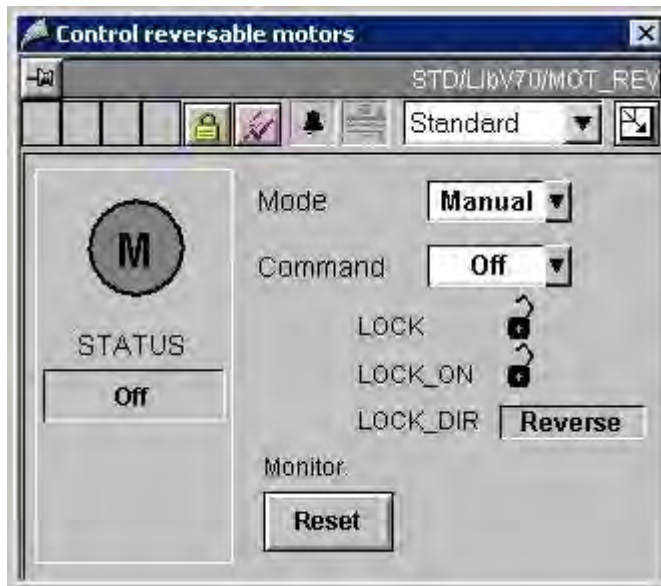 Control reversable motors
STD/LibV70/MOT_REV
Standard
M
STATUS
Off
Mode Manual
Command Off
LOCK
LOCK_ON
LOCK_DIR Reverse
Monitor
Reset